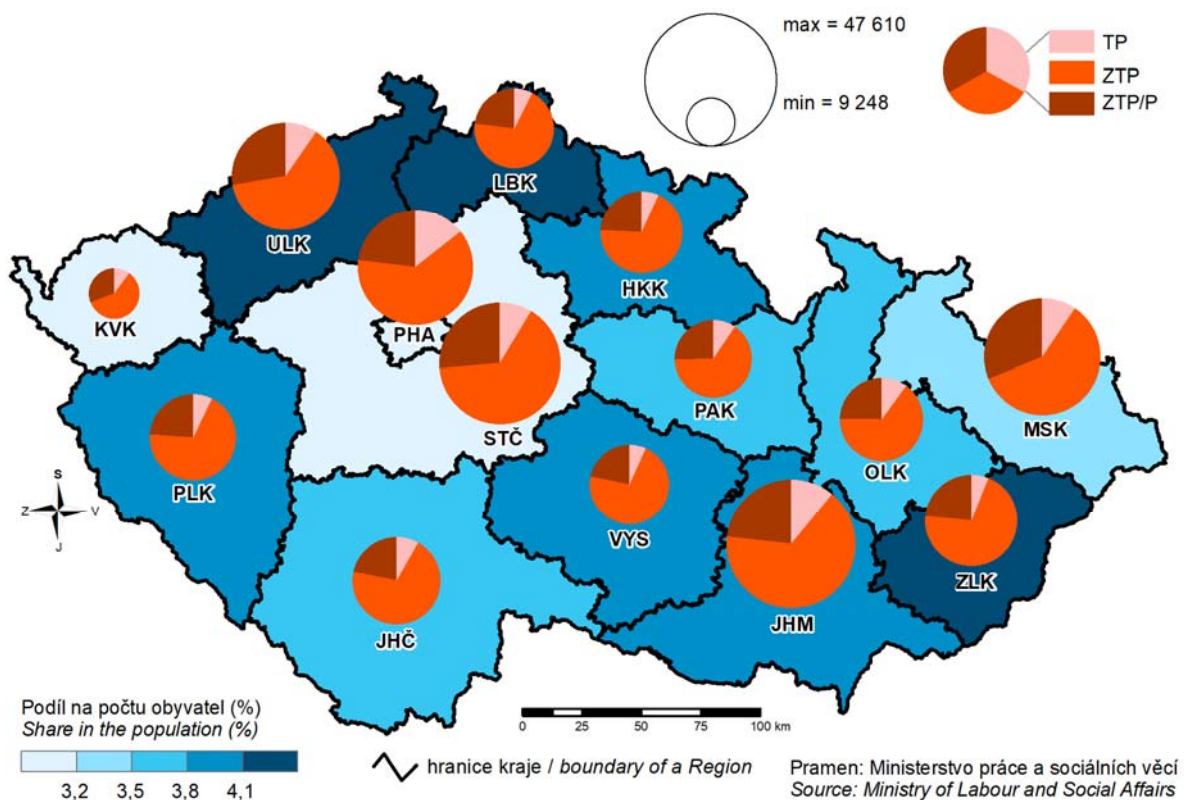 max = 47 610
min = 9 248
TP
ZTP
ZTP/P
LBK
ULK
HKK
KVK
PHA
PAK
STČ
MSK
OLK
PLK
VYS
ZLK
JHČ
JHM
S
Z
V
J
Podíl na počtu obyvatel (%)
Share in the population (%)
3,2 3,5 3,8 4,1
0 25 50 75 100 km
hranice kraje / boundary of a Region
Pramen: Ministerstvo práce a sociálních věcí
Source: Ministry of Labour and Social Affairs